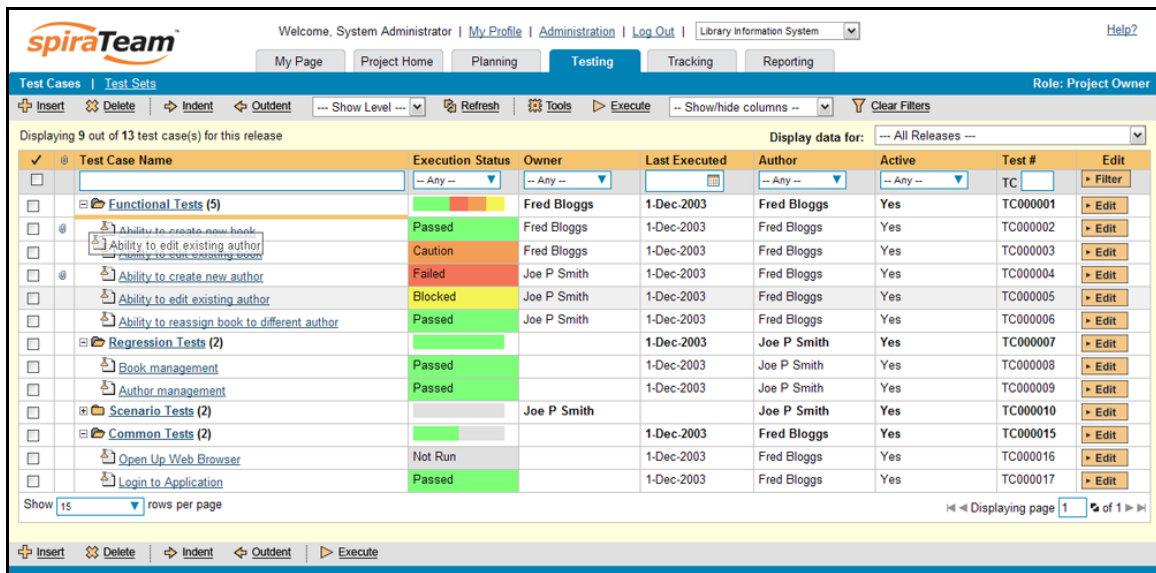 spiraTeam
Welcome, System Administrator | My Profile | Administration | Log Out | Library Information System Help?
My Page Project Home Planning Testing Tracking Reporting
Test Cases | Test Sets Role: Project Owner
Insert Delete Indent Outdent --- Show Level --- Refresh Tools Execute -- Show/hide columns -- Clear Filters
Displaying 9 out of 13 test case(s) for this release Display data for: --- All Releases ---
Test Case Name Execution Status Owner Last Executed Author Active Test # Edit
-- Any -- -- Any -- -- Any -- -- Any -- TC Filter
Functional Tests (5) Fred Bloggs 1-Dec-2003 Fred Bloggs Yes TC000001 Edit
Ability to create new book Passed Fred Bloggs 1-Dec-2003 Fred Bloggs Yes TC000002 Edit
Ability to edit existing author
Ability to edit existing book Caution Fred Bloggs 1-Dec-2003 Fred Bloggs Yes TC000003 Edit
Ability to create new author Failed Joe P Smith 1-Dec-2003 Fred Bloggs Yes TC000004 Edit
Ability to edit existing author Blocked Joe P Smith 1-Dec-2003 Fred Bloggs Yes TC000005 Edit
Ability to reassign book to different author Passed Joe P Smith 1-Dec-2003 Fred Bloggs Yes TC000006 Edit
Regression Tests (2) 1-Dec-2003 Joe P Smith Yes TC000007 Edit
Book management Passed 1-Dec-2003 Joe P Smith Yes TC000008 Edit
Author management Passed 1-Dec-2003 Joe P Smith Yes TC000009 Edit
Scenario Tests (2) Joe P Smith Joe P Smith Yes TC000010 Edit
Common Tests (2) 1-Dec-2003 Fred Bloggs Yes TC000015 Edit
Open Up Web Browser Not Run 1-Dec-2003 Fred Bloggs Yes TC000016 Edit
Login to Application Passed 1-Dec-2003 Fred Bloggs Yes TC000017 Edit
Show 15 rows per page Displaying page 1 of 1
Insert Delete Indent Outdent Execute